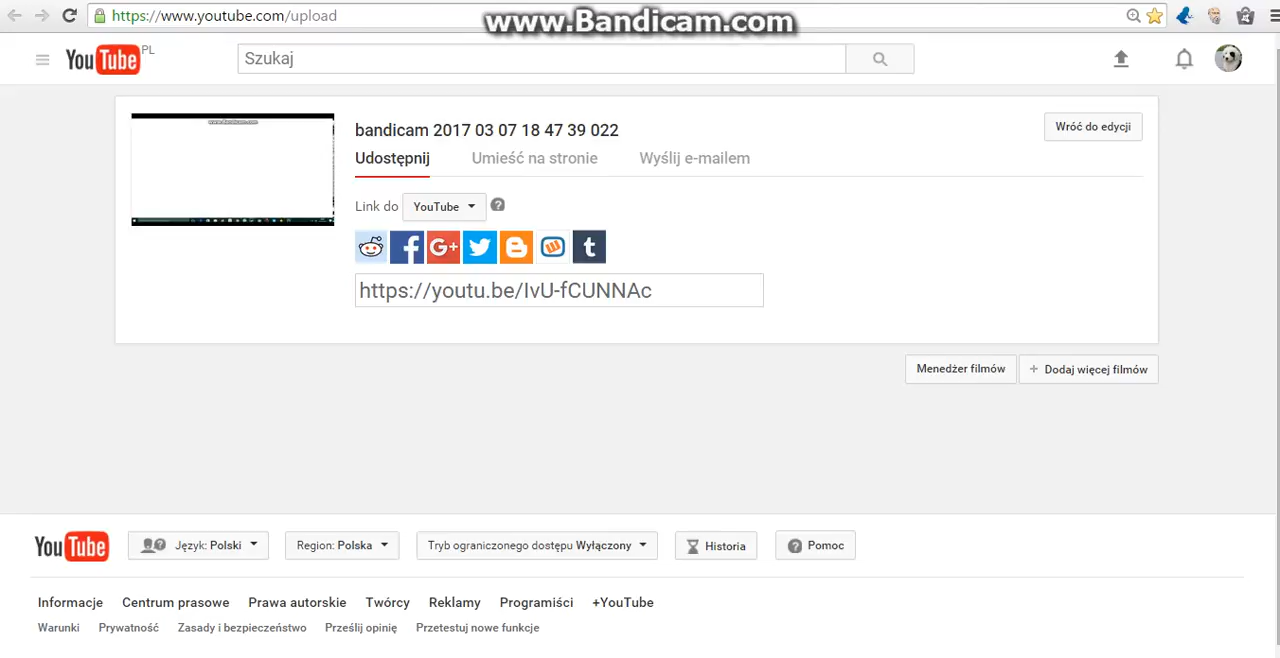 https://www.youtube.com/upload
www.Bandicam.com
YouTube PL
Szukaj
www.Bandicam.com
bandicam 2017 03 07 18 47 39 022
Wróć do edycji
Udostępnij Umieść na stronie Wyślij e-mailem
Link do YouTube ?
G+ B t
https://youtu.be/IvU-fCUNNAc
Menedżer filmów + Dodaj więcej filmów
YouTube Język: Polski Region: Polska Tryb ograniczonego dostępu Wyłączony Historia ? Pomoc
Informacje Centrum prasowe Prawa autorskie Twórcy Reklamy Programiści +YouTube
Warunki Prywatność Zasady i bezpieczeństwo Prześlij opinię Przetestuj nowe funkcje